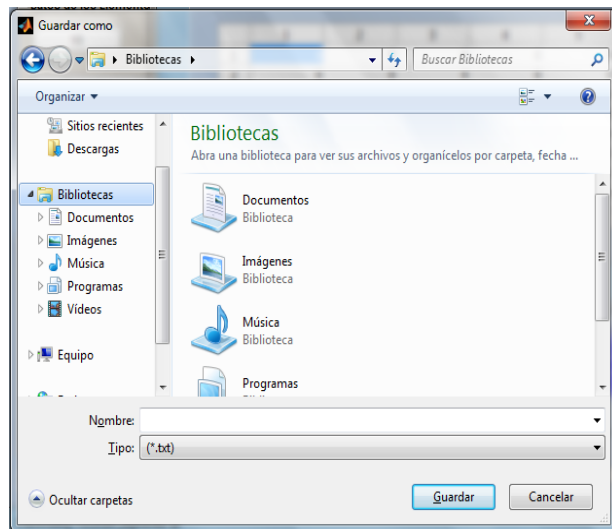 Guardar como
Bibliotecas
Buscar Bibliotecas
Organizar
Sitios recientes
Descargas
Bibliotecas
Documentos
Imágenes
Música
Programas
Vídeos
Equipo
Bibliotecas
Abra una biblioteca para ver sus archivos y organícelos por carpeta, fecha ...
Documentos
Biblioteca
Imágenes
Biblioteca
Música
Biblioteca
Programas
Nombre:
Tipo: (*.txt)
Ocultar carpetas
Guardar
Cancelar